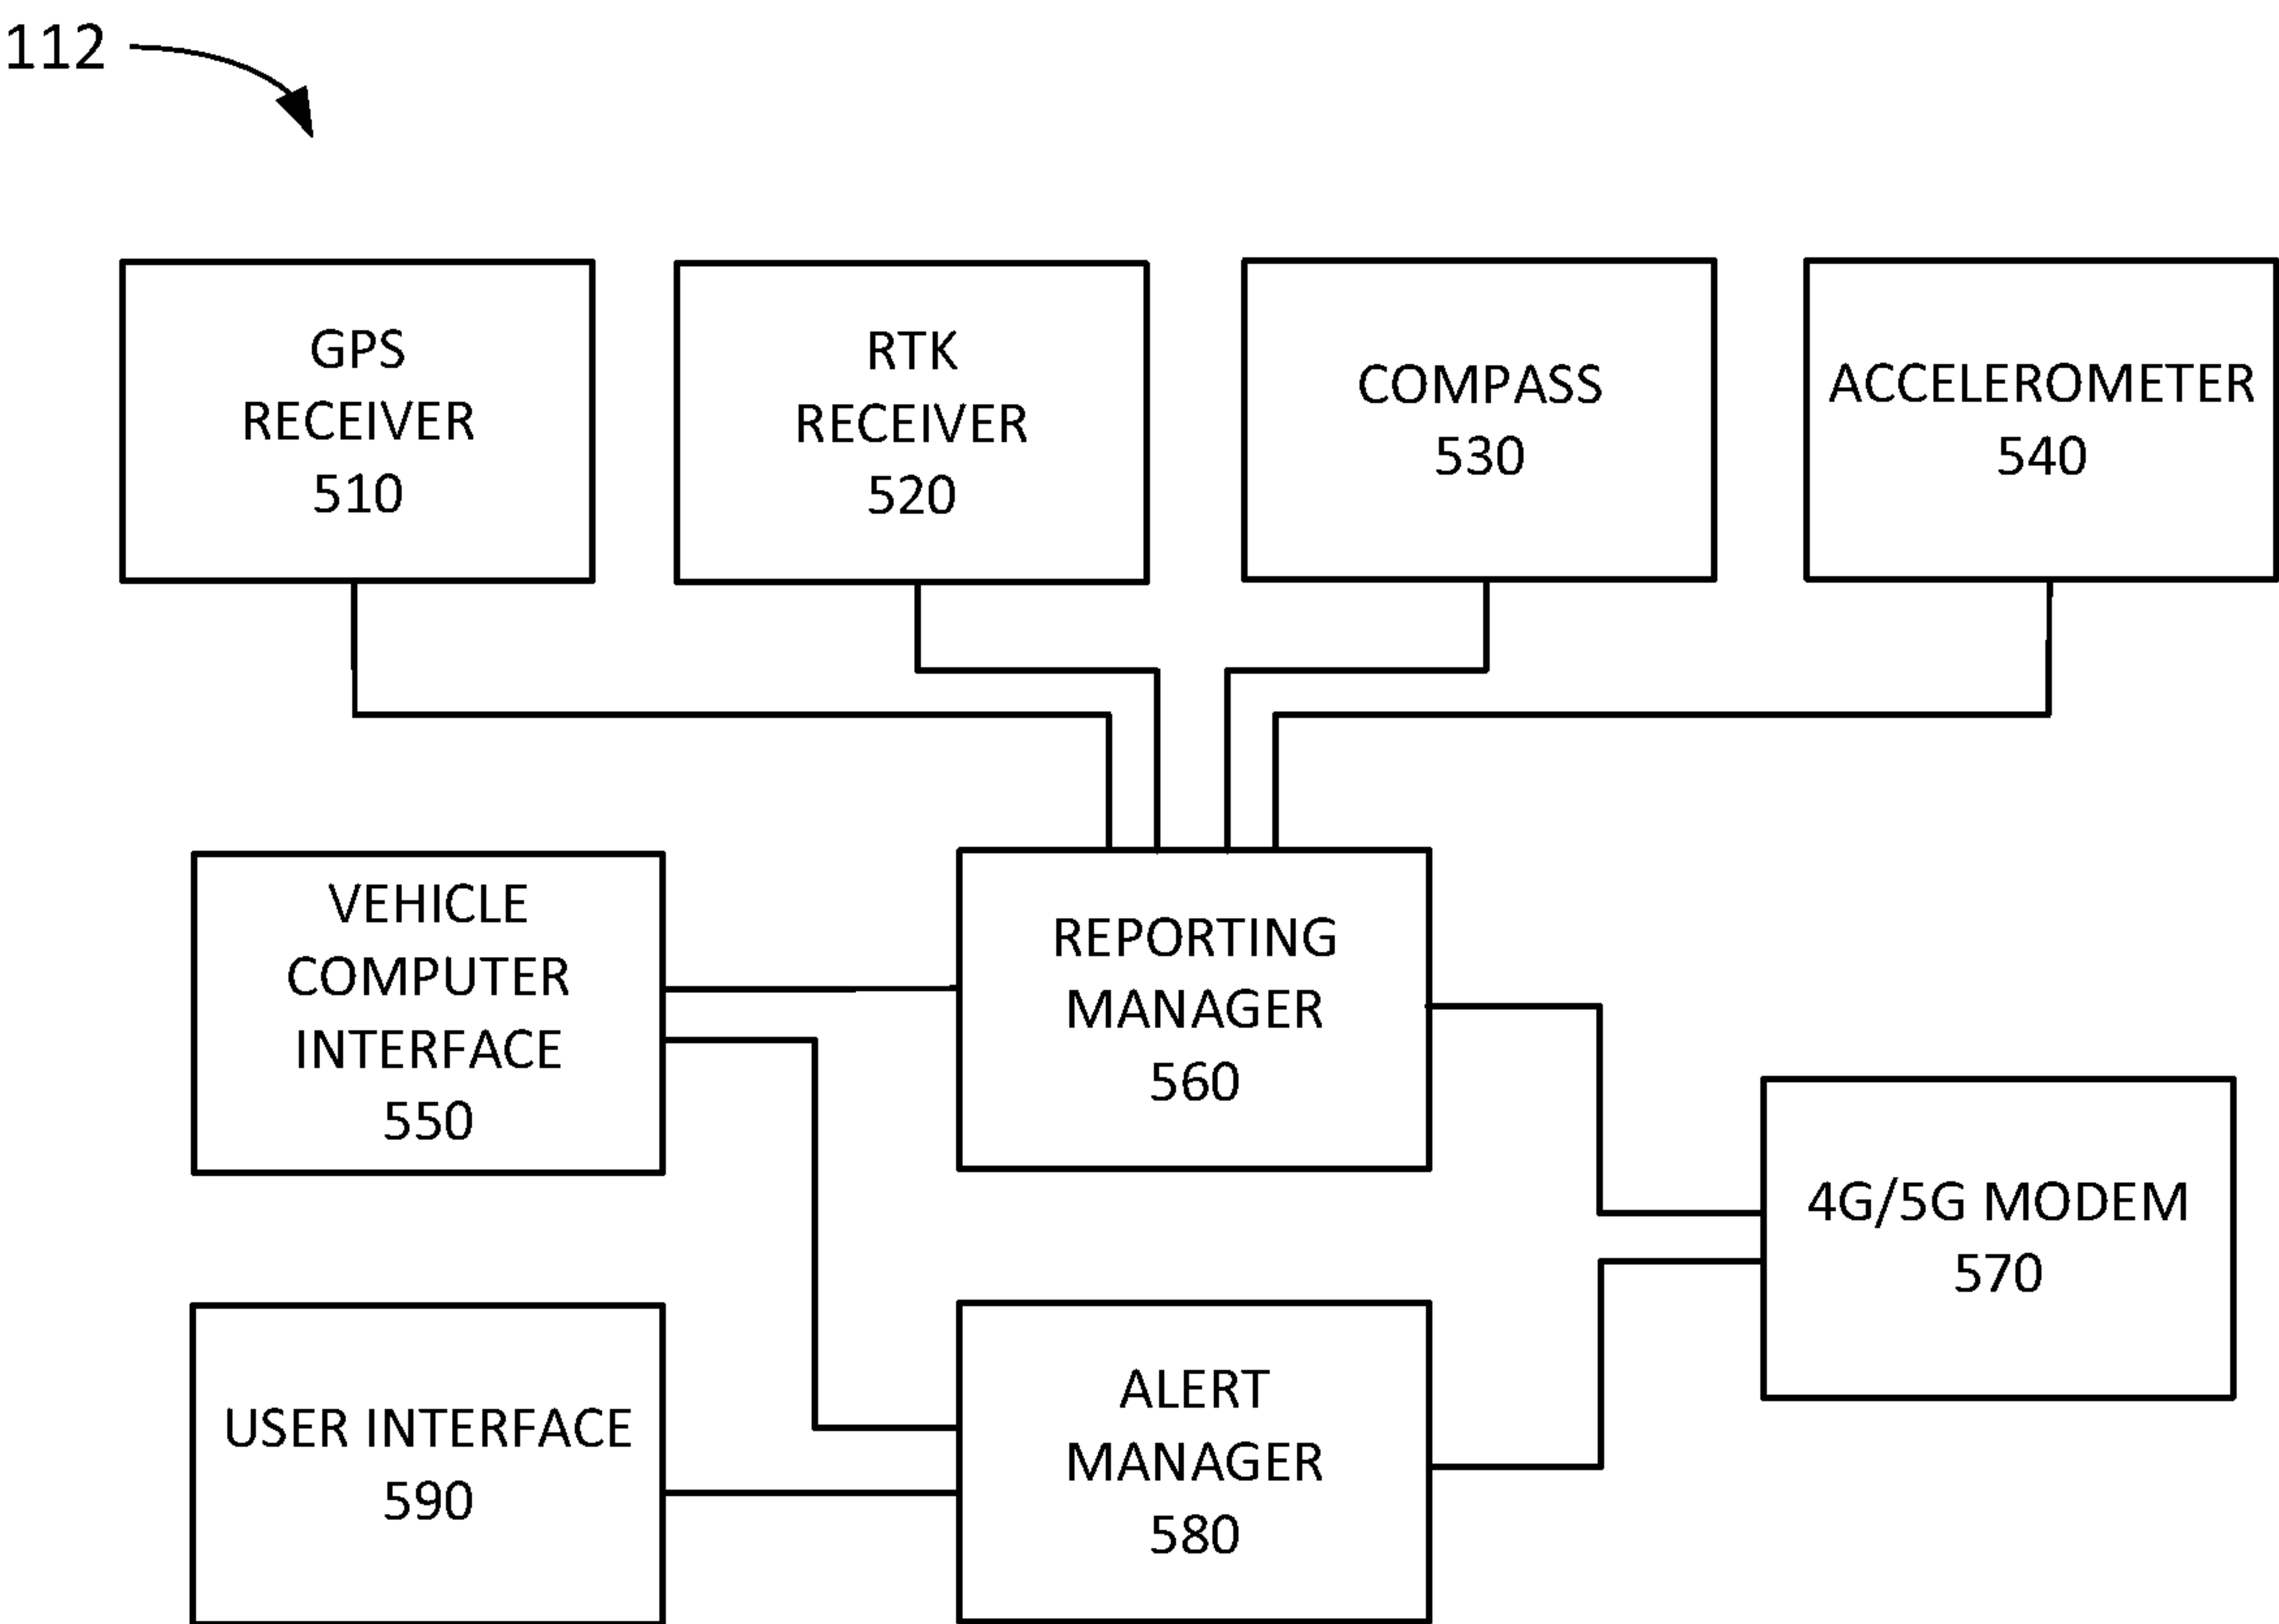 112
GPS
RECEIVER
510
RTK
RECEIVER
520
COMPASS
530
ACCELEROMETER
540
VEHICLE
COMPUTER
INTERFACE
550
REPORTING
MANAGER
560
4G/5G MODEM
570
USER INTERFACE
590
ALERT
MANAGER
580